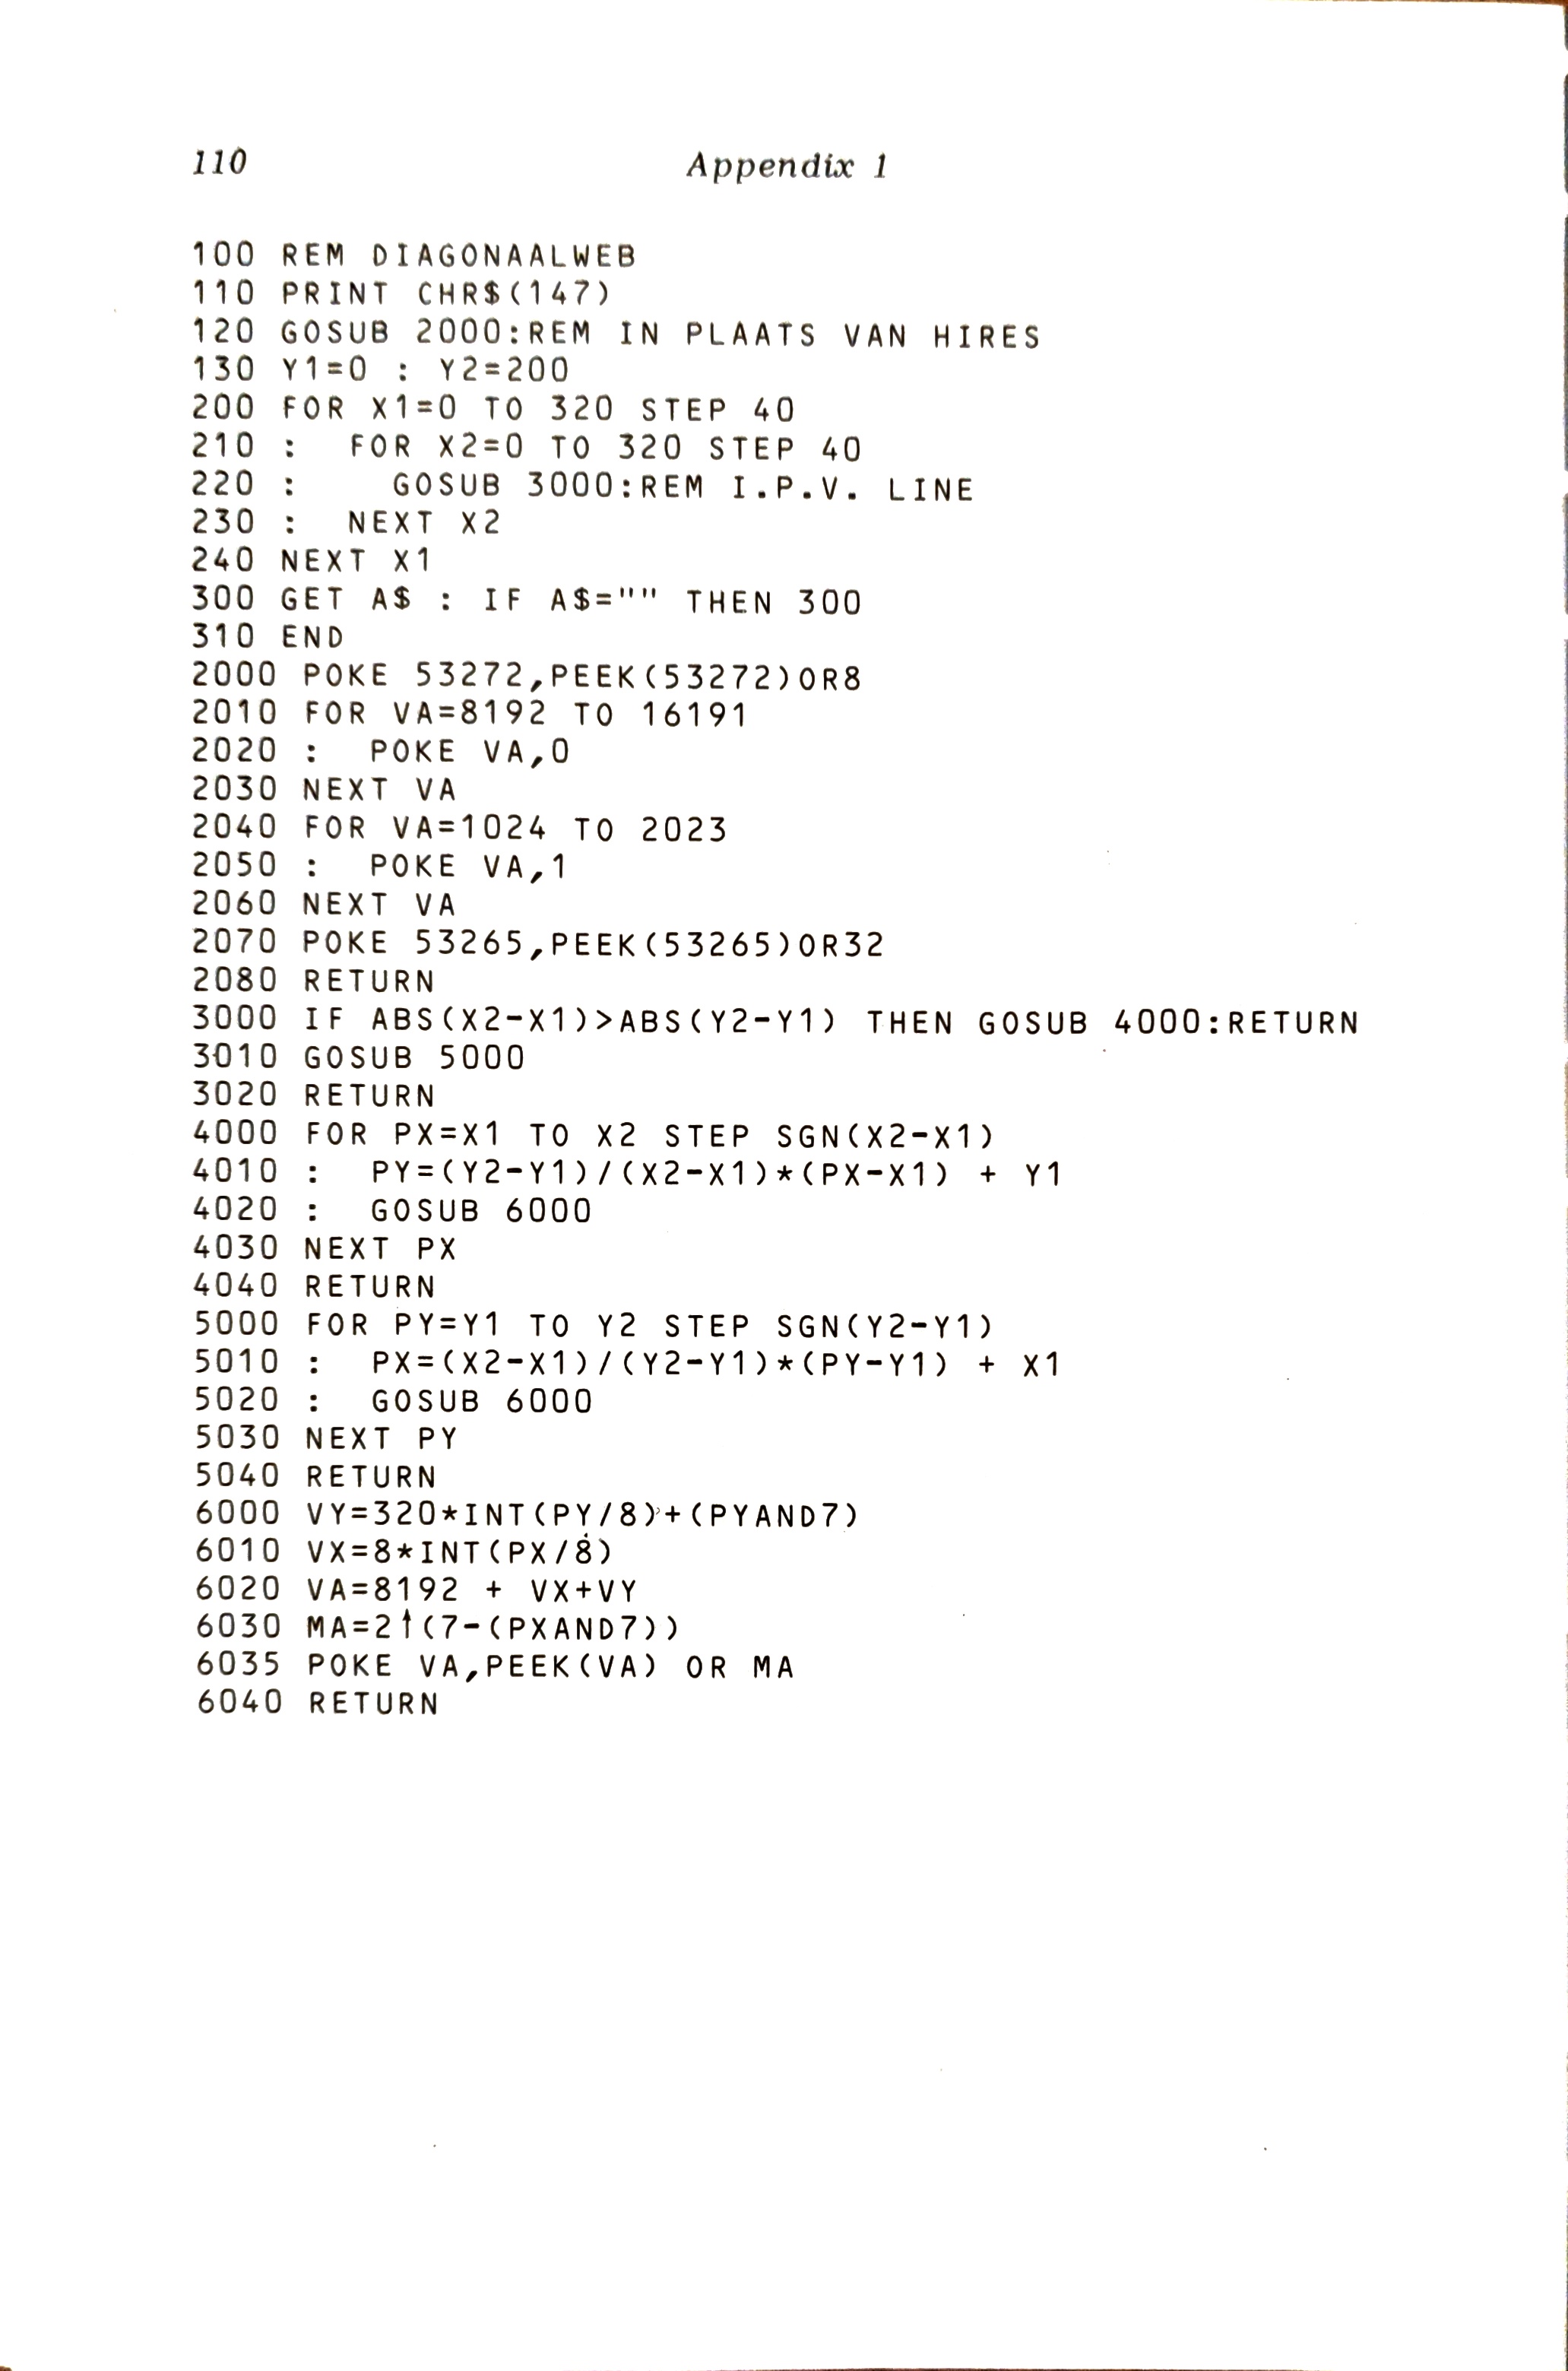 110 Appendix 1
100 REM DIAGONAALWEB
110 PRINT CHR$(147)
120 GOSUB 2000:REM IN PLAATS VAN HIRES
130 Y1=0 : Y2=200
200 FOR X1=0 TO 320 STEP 40
210 :  FOR X2=0 TO 320 STEP 40
220 :    GOSUB 3000:REM I.P.V. LINE
230 :  NEXT X2
240 NEXT X1
300 GET A$ : IF A$="" THEN 300
310 END
2000 POKE 53272,PEEK(53272)OR8
2010 FOR VA=8192 TO 16191
2020 :  POKE VA,0
2030 NEXT VA
2040 FOR VA=1024 TO 2023
2050 :  POKE VA,1
2060 NEXT VA
2070 POKE 53265,PEEK(53265)OR32
2080 RETURN
3000 IF ABS(X2-X1)>ABS(Y2-Y1) THEN GOSUB 4000:RETURN
3010 GOSUB 5000
3020 RETURN
4000 FOR PX=X1 TO X2 STEP SGN(X2-X1)
4010 :  PY=(Y2-Y1)/(X2-X1)*(PX-X1) + Y1
4020 :  GOSUB 6000
4030 NEXT PX
4040 RETURN
5000 FOR PY=Y1 TO Y2 STEP SGN(Y2-Y1)
5010 :  PX=(X2-X1)/(Y2-Y1)*(PY-Y1) + X1
5020 :  GOSUB 6000
5030 NEXT PY
5040 RETURN
6000 VY=320*INT(PY/8)+(PYAND7)
6010 VX=8*INT(PX/8)
6020 VA=8192 + VX+VY
6030 MA=2↑(7-(PXAND7))
6035 POKE VA,PEEK(VA) OR MA
6040 RETURN